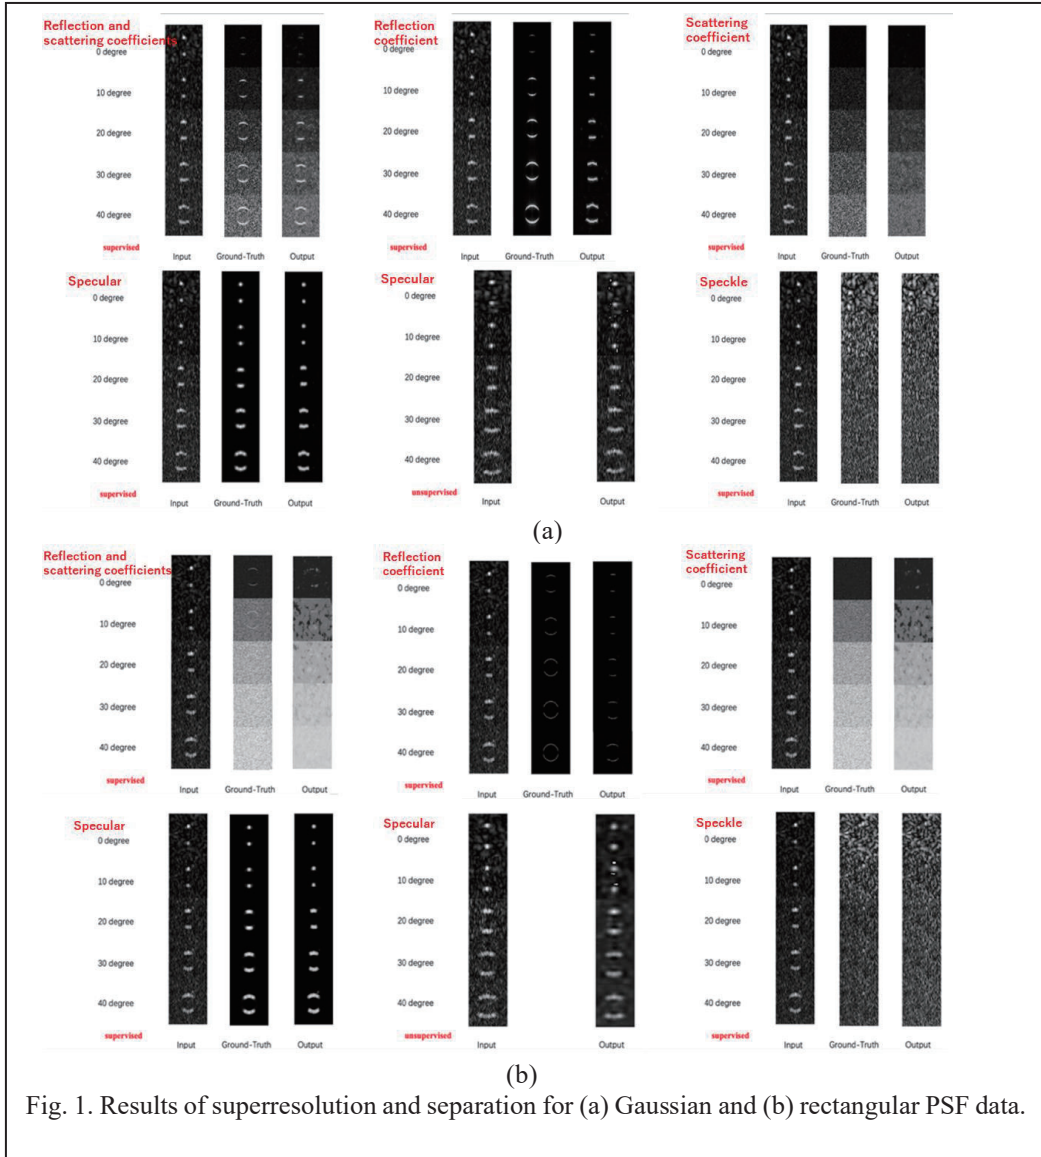 Reflection and
scattering coefficients
0 degree
10 degree
20 degree
30 degree
40 degree
supervised
Input Ground-Truth Output
Reflection
coefficient
0 degree
10 degree
20 degree
30 degree
40 degree
supervised
Input Ground-Truth Output
Scattering
coefficient
0 degree
10 degree
20 degree
30 degree
40 degree
supervised
Input Ground-Truth Output
Specular
0 degree
10 degree
20 degree
30 degree
40 degree
supervised
Input Ground-Truth Output
Specular
0 degree
10 degree
20 degree
30 degree
40 degree
unsupervised
Input Output
Speckle
0 degree
10 degree
20 degree
30 degree
40 degree
supervised
Input Ground-Truth Output
(a)
Reflection and
scattering coefficients
0 degree
10 degree
20 degree
30 degree
40 degree
supervised
Input Ground-Truth Output
Reflection
coefficient
0 degree
10 degree
20 degree
30 degree
40 degree
supervised
Input Ground-Truth Output
Scattering
coefficient
0 degree
10 degree
20 degree
30 degree
40 degree
supervised
Input Ground-Truth Output
Specular
0 degree
10 degree
20 degree
30 degree
40 degree
supervised
Input Ground-Truth Output
Specular
0 degree
10 degree
20 degree
30 degree
40 degree
unsupervised
Input Output
Speckle
0 degree
10 degree
20 degree
30 degree
40 degree
supervised
Input Ground-Truth Output
(b)
Fig. 1. Results of superresolution and separation for (a) Gaussian and (b) rectangular PSF data.